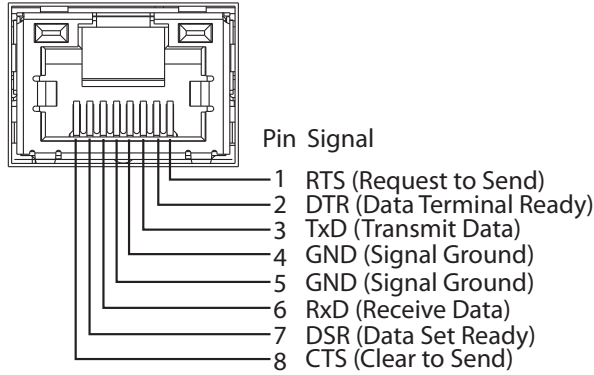 Pin Signal
1 RTS (Request to Send)
2 DTR (Data Terminal Ready)
3 TxD (Transmit Data)
4 GND (Signal Ground)
5 GND (Signal Ground)
6 RxD (Receive Data)
7 DSR (Data Set Ready)
8 CTS (Clear to Send)